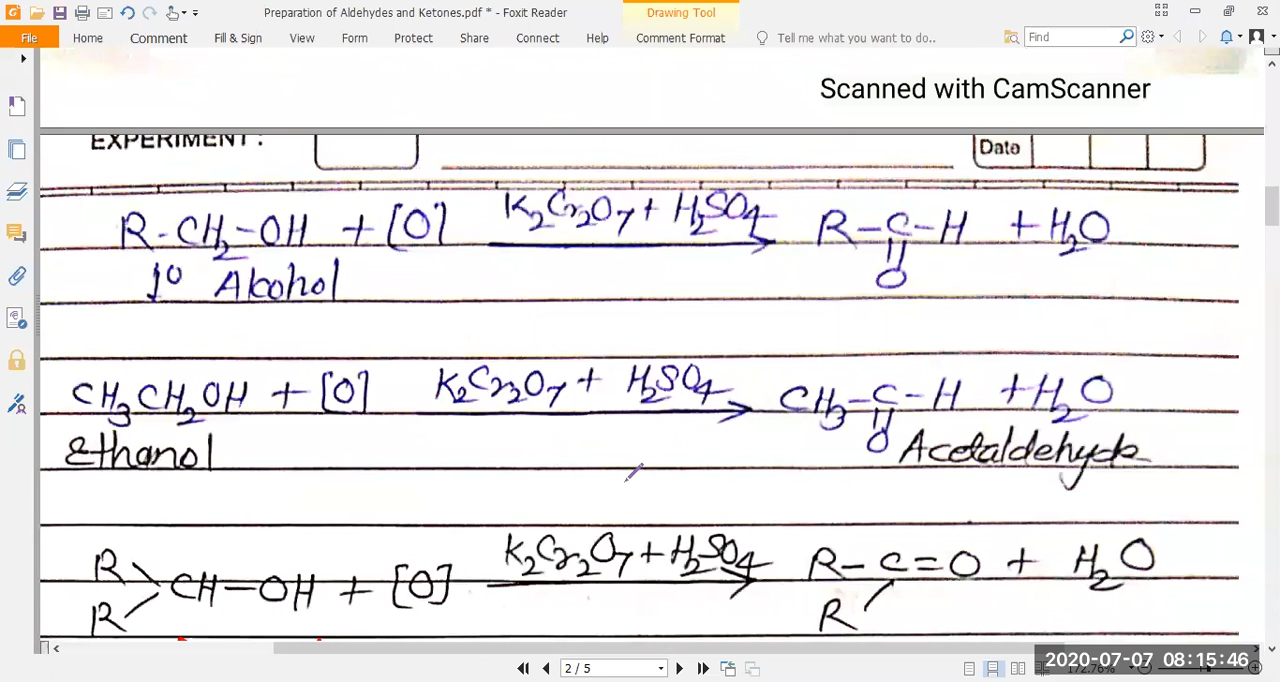 Preparation of Aldehydes and Ketones.pdf * - Foxit Reader
Drawing Tool
File Home Comment Fill & Sign View Form Protect Share Connect Help Comment Format Tell me what you want to do.. Find
Scanned with CamScanner
EXPERIMENT :
Date
K2Cr2O7 + H2SO4
R-CH2-OH + [O] R-C-H + H2O
O
1° Alcohol
K2Cr2O7 + H2SO4
CH3CH2OH + [O] CH3-C-H + H2O
O
Ethanol Acetaldehyde
K2Cr2O7 + H2SO4
R CH-OH + [O] R-C=O + H2O
R R
2 / 5
2020-07-07 08:15:46